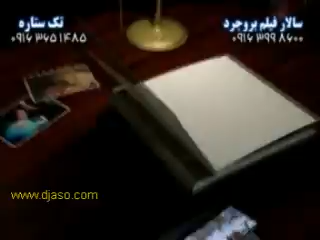 سالار فیلم بروجرد
۰۹۱۶ ۳۹۹ ۸۶۰۰
تک ستاره
۰۹۱۶ ۳۶۵۱۴۸۵
www.djaso.com